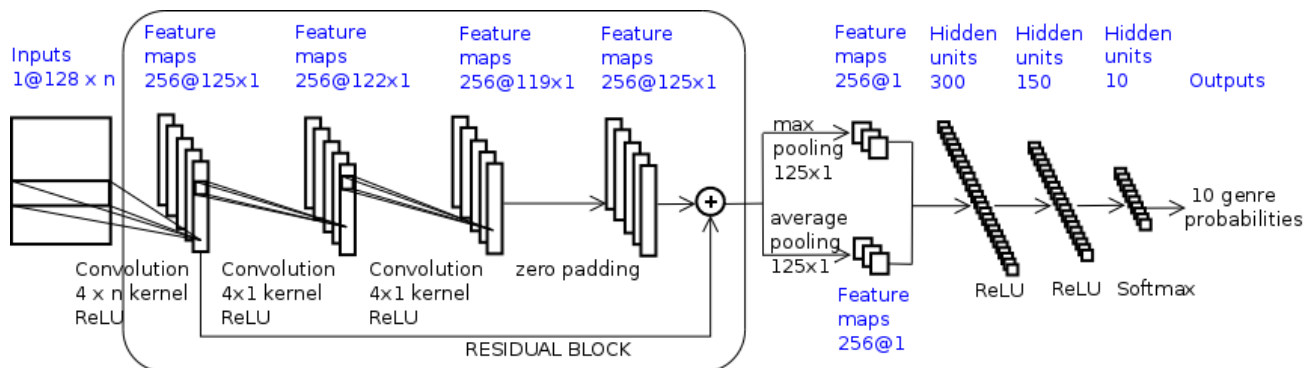 Inputs
1@128 x n
Feature
maps
256@125x1
Feature
maps
256@122x1
Feature
maps
256@119x1
Feature
maps
256@125x1
Feature
maps
256@1
Hidden
units
300
Hidden
units
150
Hidden
units
10
Outputs
Convolution
4 x n kernel
ReLU
Convolution
4x1 kernel
ReLU
Convolution
4x1 kernel
ReLU
zero padding
+
RESIDUAL BLOCK
max
pooling
125x1
average
pooling
125x1
Feature
maps
256@1
ReLU
ReLU
Softmax
10 genre
probabilities